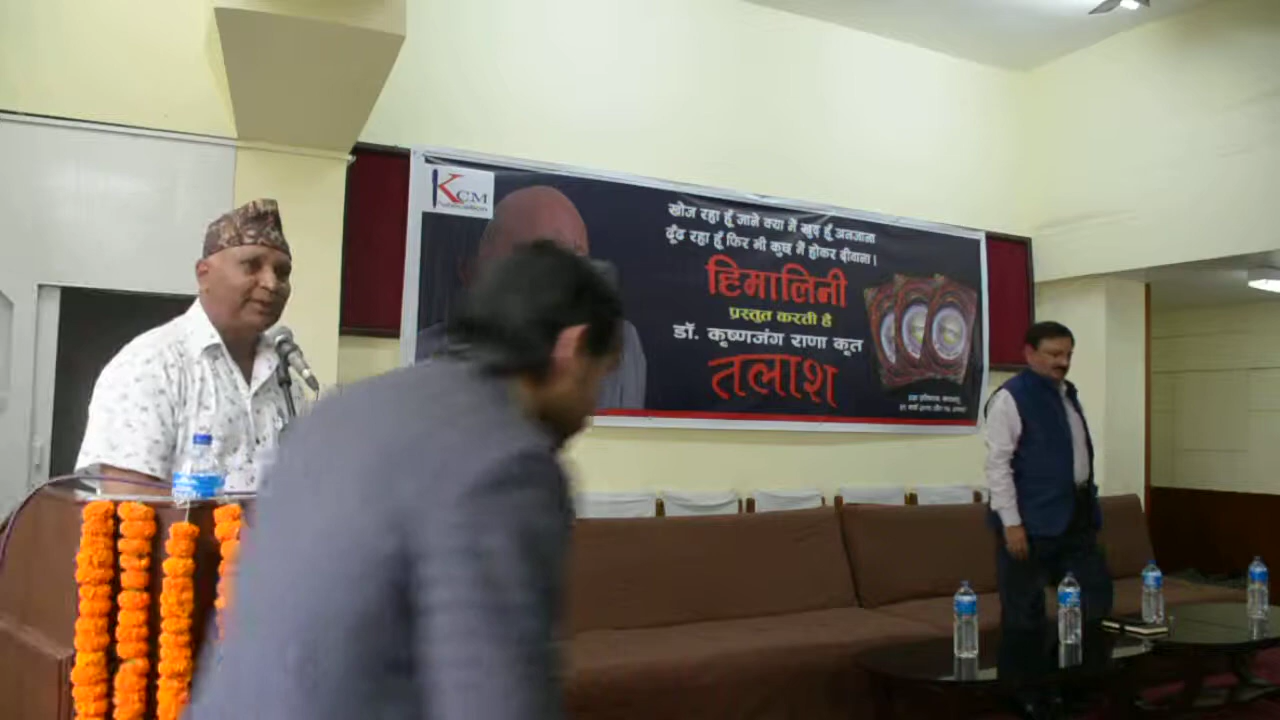 KCM
खोज रहा हूँ जाने क्या मैं खुद हूँ अनजाना
ढूँढ रहा हूँ फिर भी कुछ मैं होकर दीवाना।
हिमालिनी
प्रस्तुत करती है
डॉ. कृष्णजंग राणा कृत
तलाश